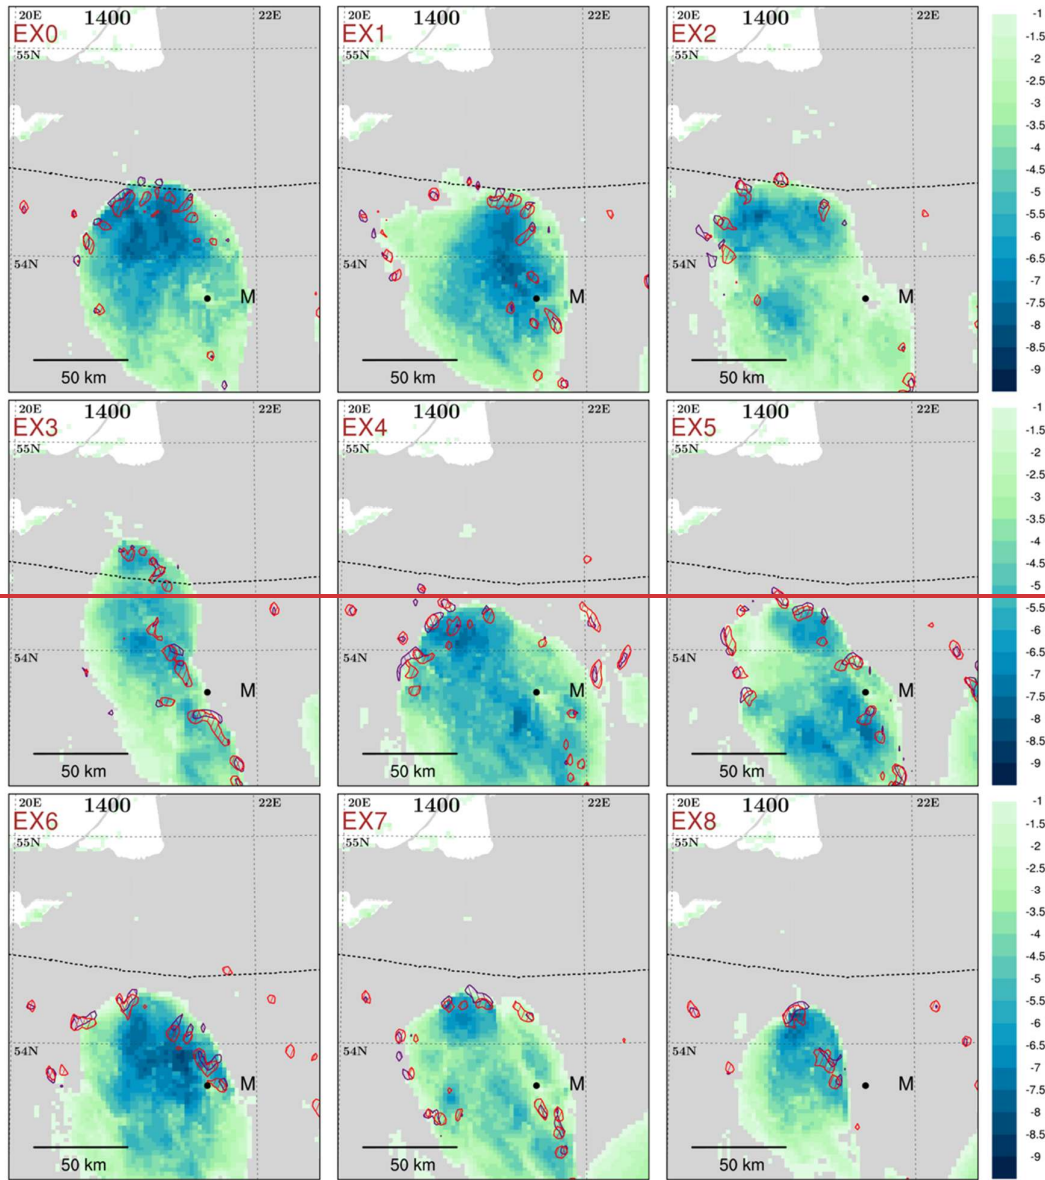 20E 1400 22E
EX0
55N
54N
M
50 km
20E 1400 22E
EX1
55N
54N
M
50 km
20E 1400 22E
EX2
55N
54N
M
50 km
-1
-1.5
-2
-2.5
-3
-3.5
-4
-4.5
-5
-5.5
-6
-6.5
-7
-7.5
-8
-8.5
-9
20E 1400 22E
EX3
55N
54N
M
50 km
20E 1400 22E
EX4
55N
54N
M
50 km
20E 1400 22E
EX5
55N
54N
M
50 km
-1
-1.5
-2
-2.5
-3
-3.5
-4
-4.5
-5
-5.5
-6
-6.5
-7
-7.5
-8
-8.5
-9
20E 1400 22E
EX6
55N
54N
M
50 km
20E 1400 22E
EX7
55N
54N
M
50 km
20E 1400 22E
EX8
55N
54N
M
50 km
-1
-1.5
-2
-2.5
-3
-3.5
-4
-4.5
-5
-5.5
-6
-6.5
-7
-7.5
-8
-8.5
-9